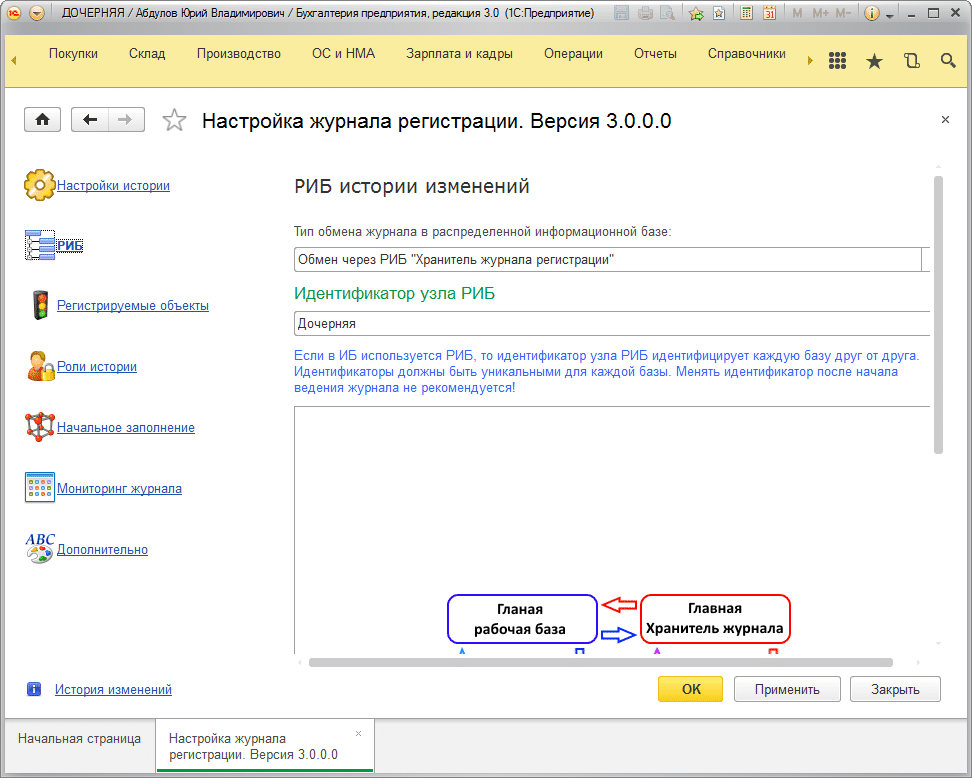 ДОЧЕРНЯЯ / Абдулов Юрий Владимирович / Бухгалтерия предприятия, редакция 3.0 (1С:Предприятие)
M M+ M-
Покупки Склад Производство ОС и НМА Зарплата и кадры Операции Отчеты Справочники
Настройка журнала регистрации. Версия 3.0.0.0
Настройки истории
РИБ
Регистрируемые объекты
Роли истории
Начальное заполнение
Мониторинг журнала
ABC
Дополнительно
РИБ истории изменений
Тип обмена журнала в распределенной информационной базе:
Обмен через РИБ "Хранитель журнала регистрации"
Идентификатор узла РИБ
Дочерняя
Если в ИБ используется РИБ, то идентификатор узла РИБ идентифицирует каждую базу друг от друга.
Идентификаторы должны быть уникальными для каждой базы. Менять идентификатор после начала
ведения журнала не рекомендуется!
Гланая
рабочая база
Главная
Хранитель журнала
История изменений
ОК Применить Закрыть
Начальная страница
Настройка журнала
регистрации. Версия 3.0.0.0